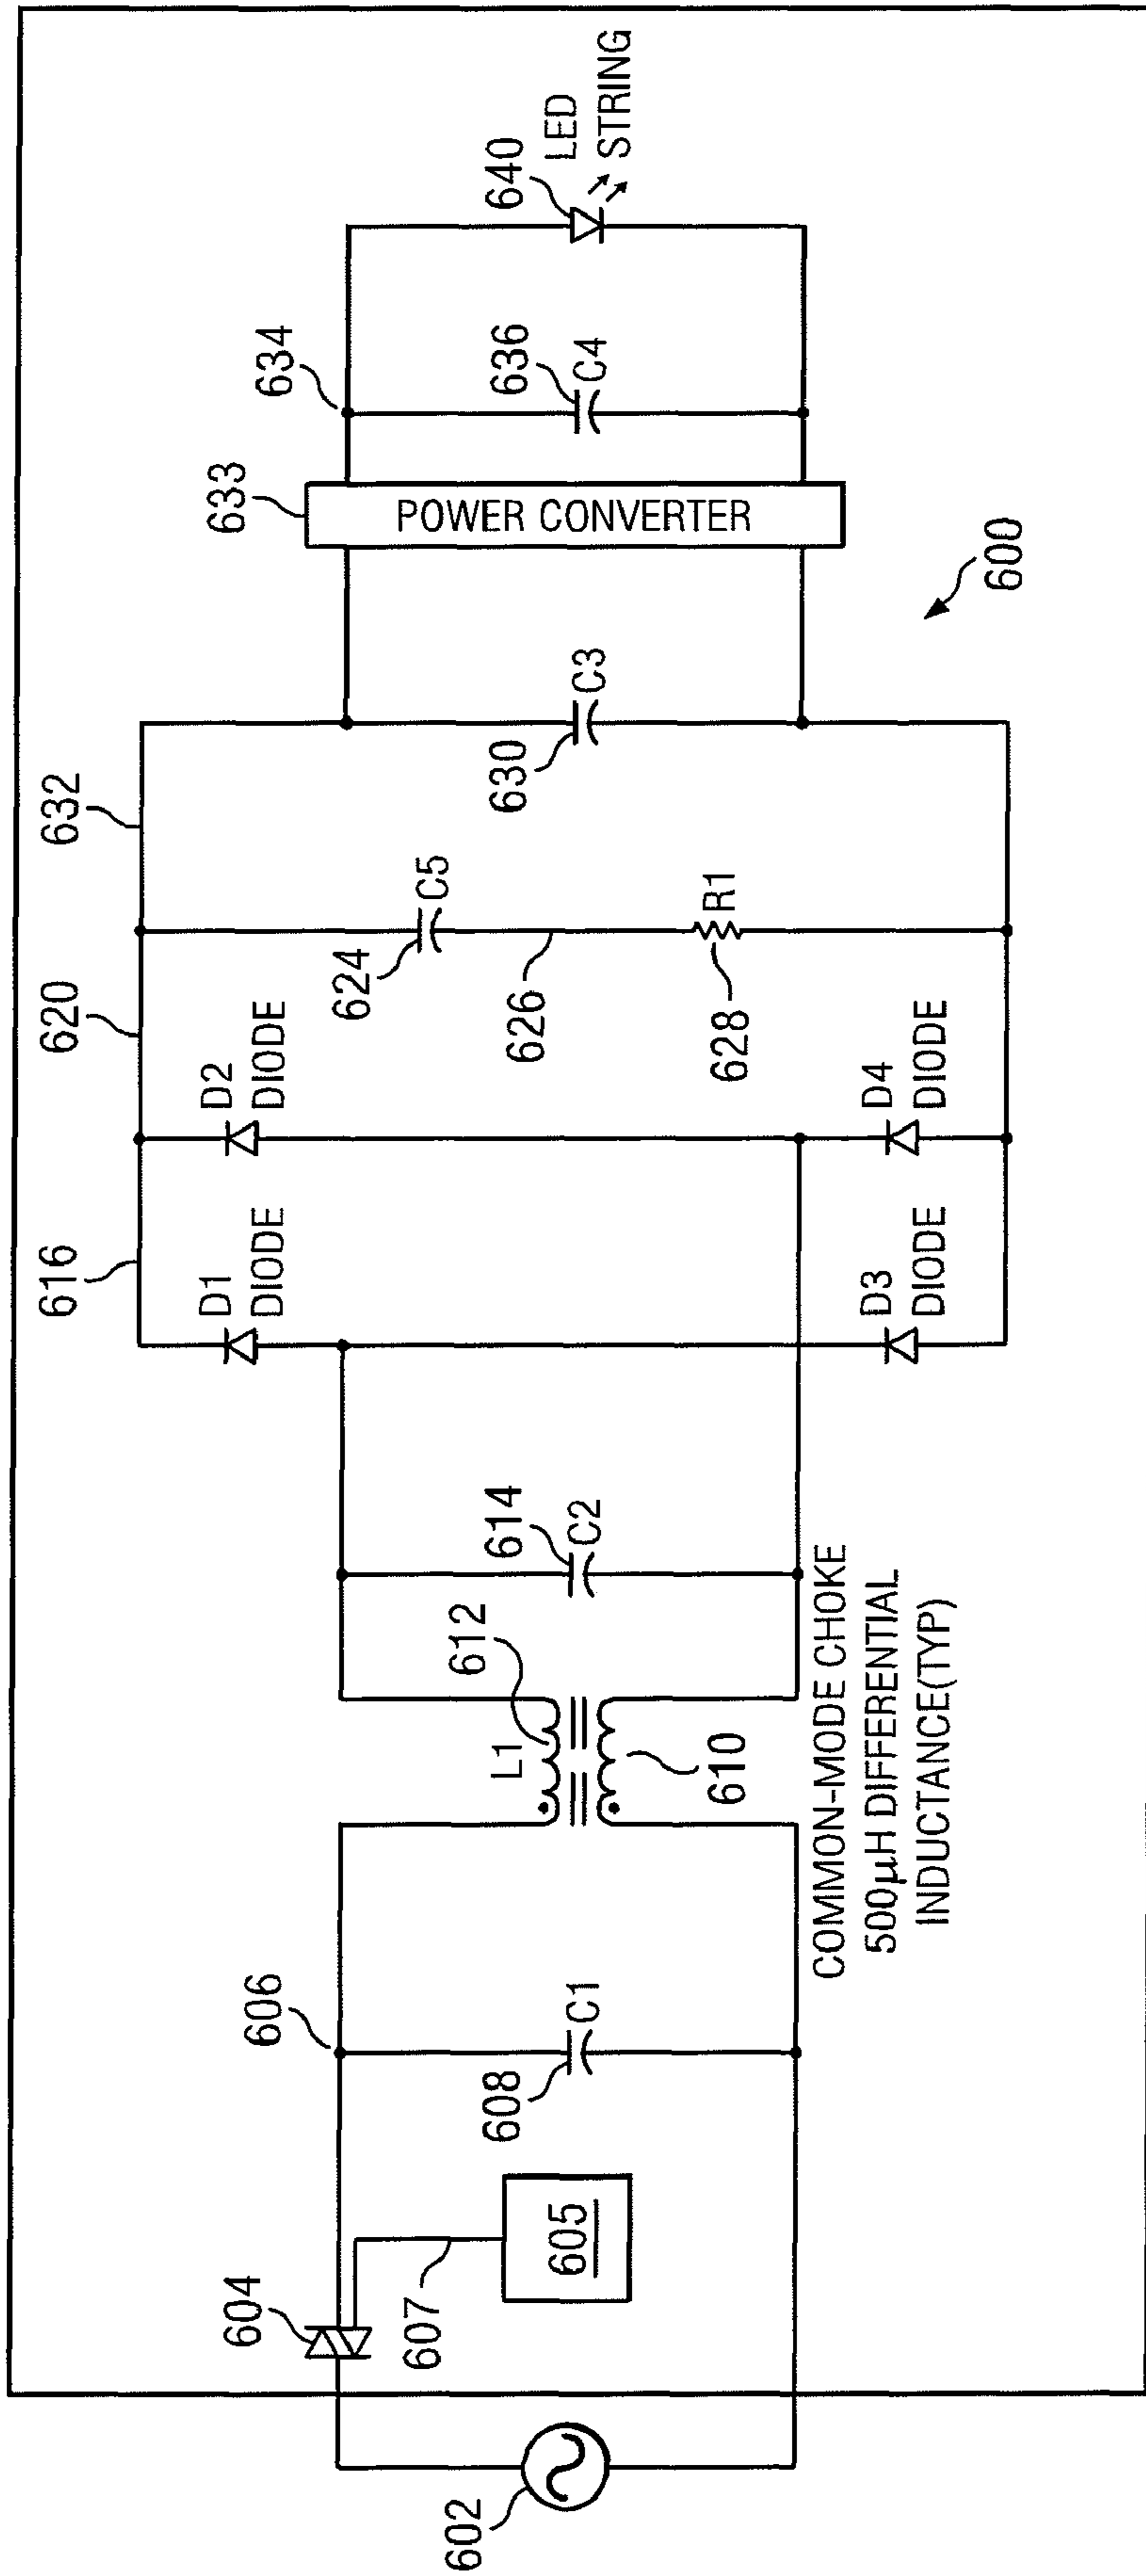 602
604
605
607
606
608
C1
L1
612
610
COMMON-MODE CHOKE
500µH DIFFERENTIAL
INDUCTANCE(TYP)
614
C2
616
D1
DIODE
D3
DIODE
620
D2
DIODE
D4
DIODE
624
C5
626
628
R1
632
630
C3
633
POWER CONVERTER
634
636
C4
640
LED
STRING
600